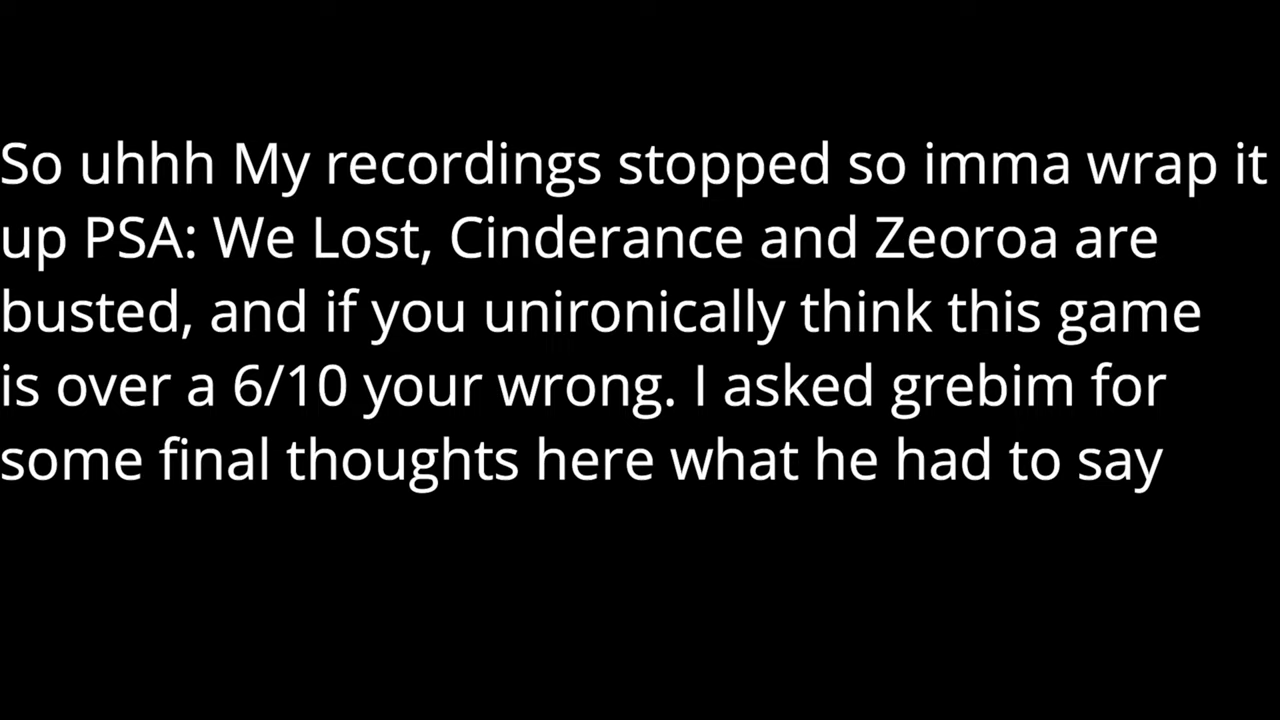 So uhhh My recordings stopped so imma wrap it
up PSA: We Lost, Cinderance and Zeoroa are
busted, and if you unironically think this game
is over a 6/10 your wrong. I asked grebim for
some final thoughts here what he had to say